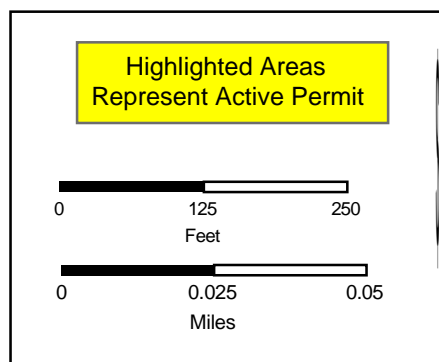 Highlighted Areas
Represent Active Permit
0 125 250
Feet
0 0.025 0.05
Miles